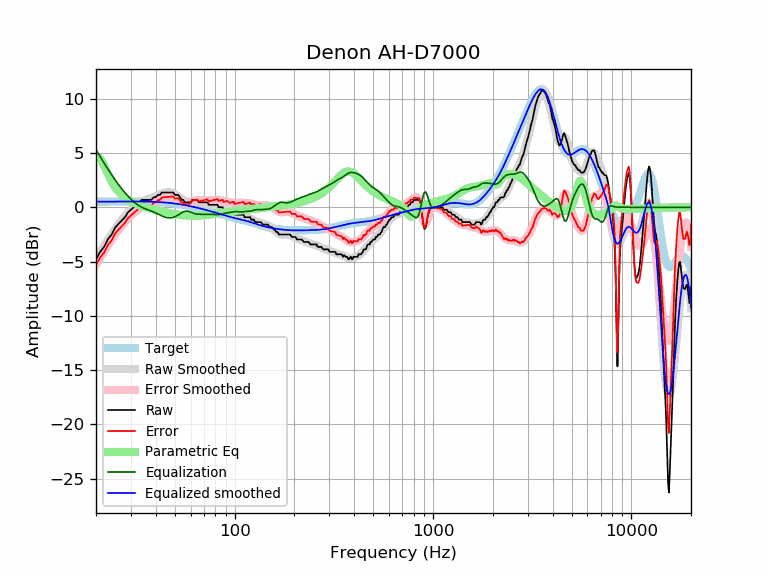 Denon AH-D7000
10
5
0
−5
−10
−15
−20
−25
Amplitude (dBr)
Target
Raw Smoothed
Error Smoothed
Raw
Error
Parametric Eq
Equalization
Equalized smoothed
100 1000 10000
Frequency (Hz)